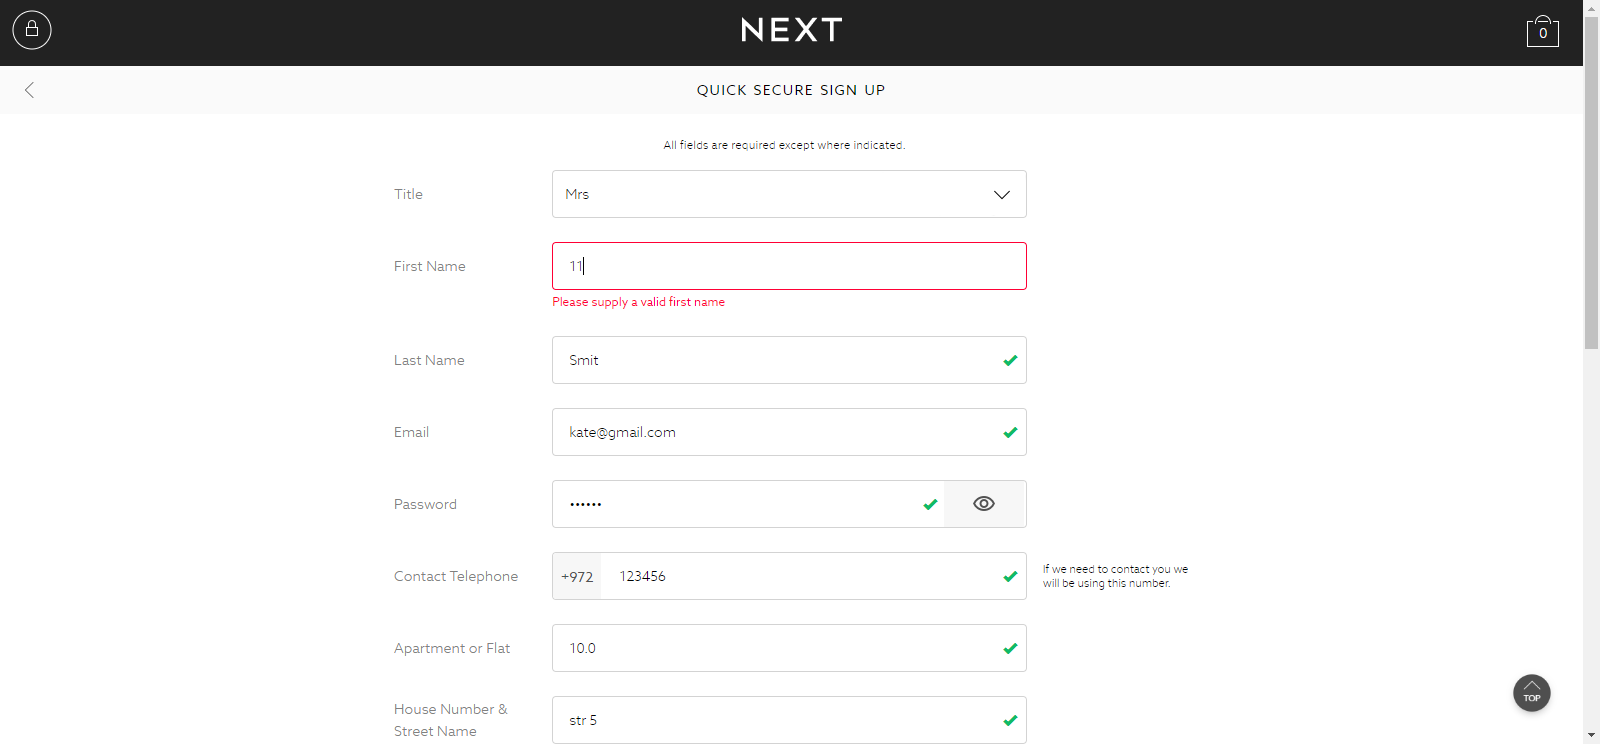 NEXT
0
QUICK SECURE SIGN UP
All fields are required except where indicated.
Title
Mrs
First Name
11
Please supply a valid first name
Last Name
Smit
Email
kate@gmail.com
Password
••••••
Contact Telephone
+972
123456
If we need to contact you we
will be using this number.
Apartment or Flat
10.0
House Number &
Street Name
str 5
TOP